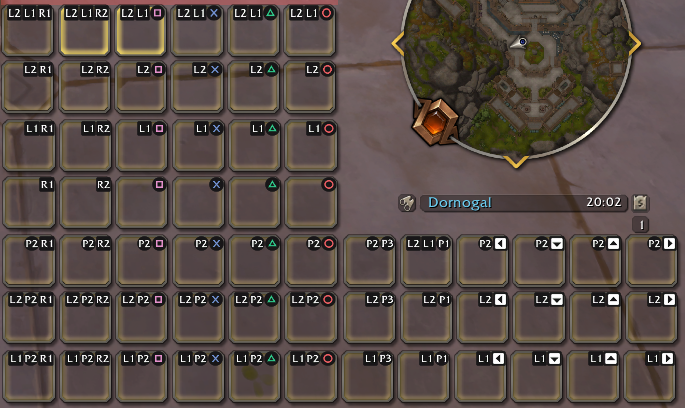 L2 L1 R1 L2 L1 R2 L2 L1 □ L2 L1 ✕ L2 L1 △ L2 L1 ○
L2 R1 L2 R2 L2 □ L2 ✕ L2 △ L2 ○
L1 R1 L1 R2 L1 □ L1 ✕ L1 △ L1 ○
R1 R2 □ ✕ △ ○
Dornogal 20:02
1
P2 R1 P2 R2 P2 □ P2 ✕ P2 △ P2 ○ P2 P3 L2 L1 P1 P2 ◀ P2 ▼ P2 ▲ P2 ▶
L2 P2 R1 L2 P2 R2 L2 P2 □ L2 P2 ✕ L2 P2 △ L2 P2 ○ L2 P3 L2 P1 L2 ◀ L2 ▼ L2 ▲ L2 ▶
L1 P2 R1 L1 P2 R2 L1 P2 □ L1 P2 ✕ L1 P2 △ L1 P2 ○ L1 P3 L1 P1 L1 ◀ L1 ▼ L1 ▲ L1 ▶